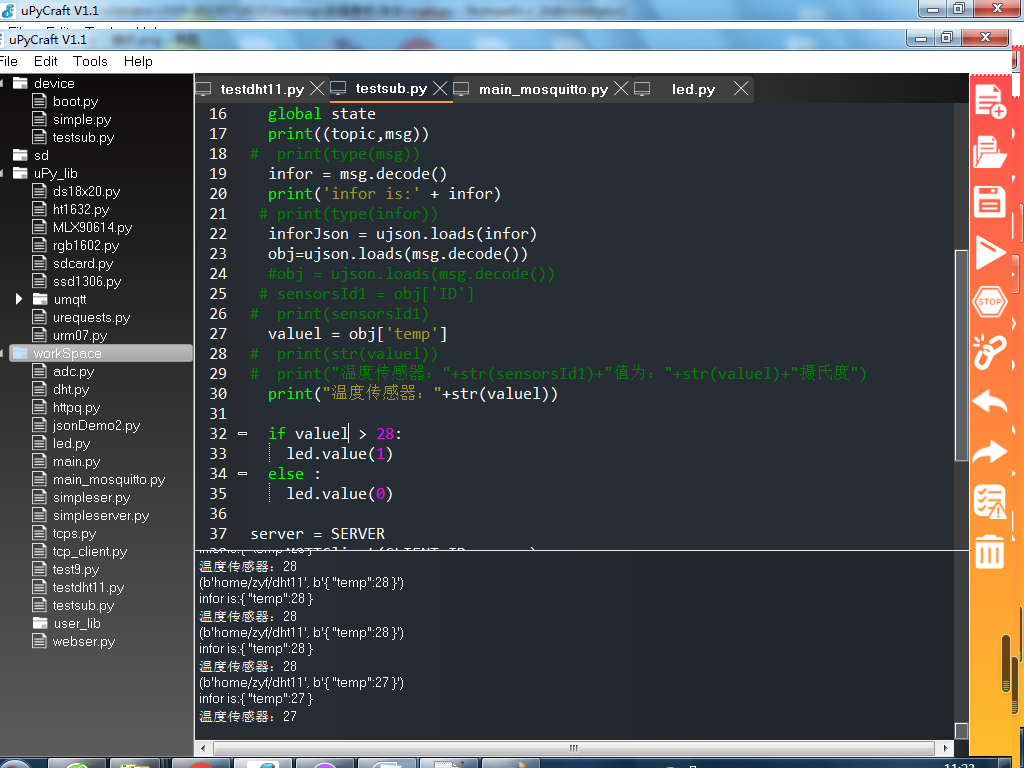 uPyCraft V1.1
uPyCraft V1.1
File Edit Tools Help
device
boot.py
simple.py
testsub.py
sd
uPy_lib
ds18x20.py
ht1632.py
MLX90614.py
rgb1602.py
sdcard.py
ssd1306.py
umqtt
urequests.py
urm07.py
workSpace
adc.py
dht.py
httpq.py
jsonDemo2.py
led.py
main.py
main_mosquitto.py
simpleser.py
simpleserver.py
tcps.py
tcp_client.py
test9.py
testdht11.py
testsub.py
user_lib
webser.py
testdht11.py testsub.py main_mosquitto.py led.py
16 global state
17 print((topic,msg))
18 # print(type(msg))
19 infor = msg.decode()
20 print('infor is:' + infor)
21 # print(type(infor))
22 inforJson = ujson.loads(infor)
23 obj=ujson.loads(msg.decode())
24 #obj = ujson.loads(msg.decode())
25 # sensorsId1 = obj['ID']
26 # print(sensorsId1)
27 valuel = obj['temp']
28 # print(str(valuel))
29 # print("温度传感器："+str(sensorsId1)+"值为："+str(valuel)+"摄氏度")
30 print("温度传感器："+str(valuel))
31
32 if valuel > 28:
33 led.value(1)
34 else :
35 led.value(0)
36
37 server = SERVER
温度传感器：28
(b'home/zyf/dht11', b'{ "temp":28 }')
infor is:{ "temp":28 }
温度传感器：28
(b'home/zyf/dht11', b'{ "temp":28 }')
infor is:{ "temp":28 }
温度传感器：28
(b'home/zyf/dht11', b'{ "temp":27 }')
infor is:{ "temp":27 }
温度传感器：27
STOP